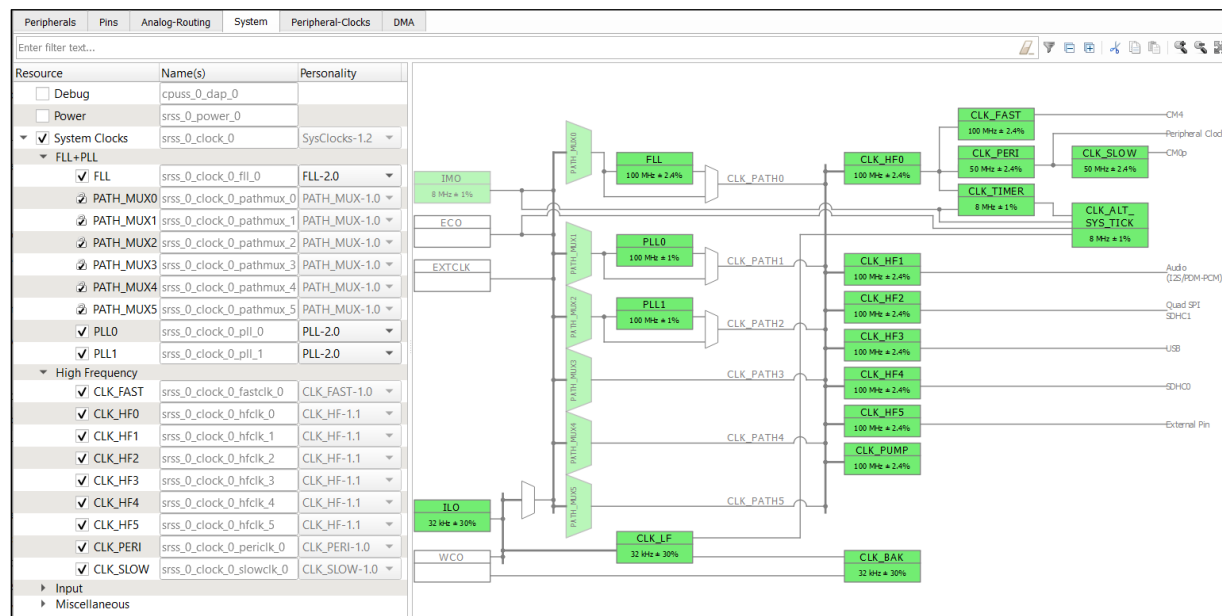 Peripherals Pins Analog-Routing System Peripheral-Clocks DMA
Enter filter text...
Resource Name(s) Personality
Debug cpuss_0_dap_0
Power srss_0_power_0
System Clocks srss_0_clock_0 SysClocks-1.2
FLL+PLL
FLL srss_0_clock_0_fll_0 FLL-2.0
PATH_MUX0 srss_0_clock_0_pathmux_0 PATH_MUX-1.0
PATH_MUX1 srss_0_clock_0_pathmux_1 PATH_MUX-1.0
PATH_MUX2 srss_0_clock_0_pathmux_2 PATH_MUX-1.0
PATH_MUX3 srss_0_clock_0_pathmux_3 PATH_MUX-1.0
PATH_MUX4 srss_0_clock_0_pathmux_4 PATH_MUX-1.0
PATH_MUX5 srss_0_clock_0_pathmux_5 PATH_MUX-1.0
PLL0 srss_0_clock_0_pll_0 PLL-2.0
PLL1 srss_0_clock_0_pll_1 PLL-2.0
High Frequency
CLK_FAST srss_0_clock_0_fastclk_0 CLK_FAST-1.0
CLK_HF0 srss_0_clock_0_hfclk_0 CLK_HF-1.1
CLK_HF1 srss_0_clock_0_hfclk_1 CLK_HF-1.1
CLK_HF2 srss_0_clock_0_hfclk_2 CLK_HF-1.1
CLK_HF3 srss_0_clock_0_hfclk_3 CLK_HF-1.1
CLK_HF4 srss_0_clock_0_hfclk_4 CLK_HF-1.1
CLK_HF5 srss_0_clock_0_hfclk_5 CLK_HF-1.1
CLK_PERI srss_0_clock_0_periclk_0 CLK_PERI-1.0
CLK_SLOW srss_0_clock_0_slowclk_0 CLK_SLOW-1.0
Input
Miscellaneous
IMO
8 MHz ± 1%
ECO
EXTCLK
ILO
32 kHz ± 30%
WCO
PATH_MUX0
PATH_MUX1
PATH_MUX2
PATH_MUX3
PATH_MUX4
PATH_MUX5
FLL
100 MHz ± 2.4%
PLL0
100 MHz ± 1%
PLL1
100 MHz ± 1%
CLK_LF
32 kHz ± 30%
CLK_PATH0
CLK_PATH1
CLK_PATH2
CLK_PATH3
CLK_PATH4
CLK_PATH5
CLK_HF0
100 MHz ± 2.4%
CLK_HF1
100 MHz ± 2.4%
CLK_HF2
100 MHz ± 2.4%
CLK_HF3
100 MHz ± 2.4%
CLK_HF4
100 MHz ± 2.4%
CLK_HF5
100 MHz ± 2.4%
CLK_PUMP
100 MHz ± 2.4%
CLK_BAK
32 kHz ± 30%
CLK_FAST
100 MHz ± 2.4%
CLK_PERI
50 MHz ± 2.4%
CLK_TIMER
8 MHz ± 1%
CLK_SLOW
50 MHz ± 2.4%
CLK_ALT_
SYS_TICK
8 MHz ± 1%
CM4
Peripheral Clock
CM0p
Audio
(I2S/PDM-PCM)
Quad SPI
SDHC1
USB
SDHC0
External Pin